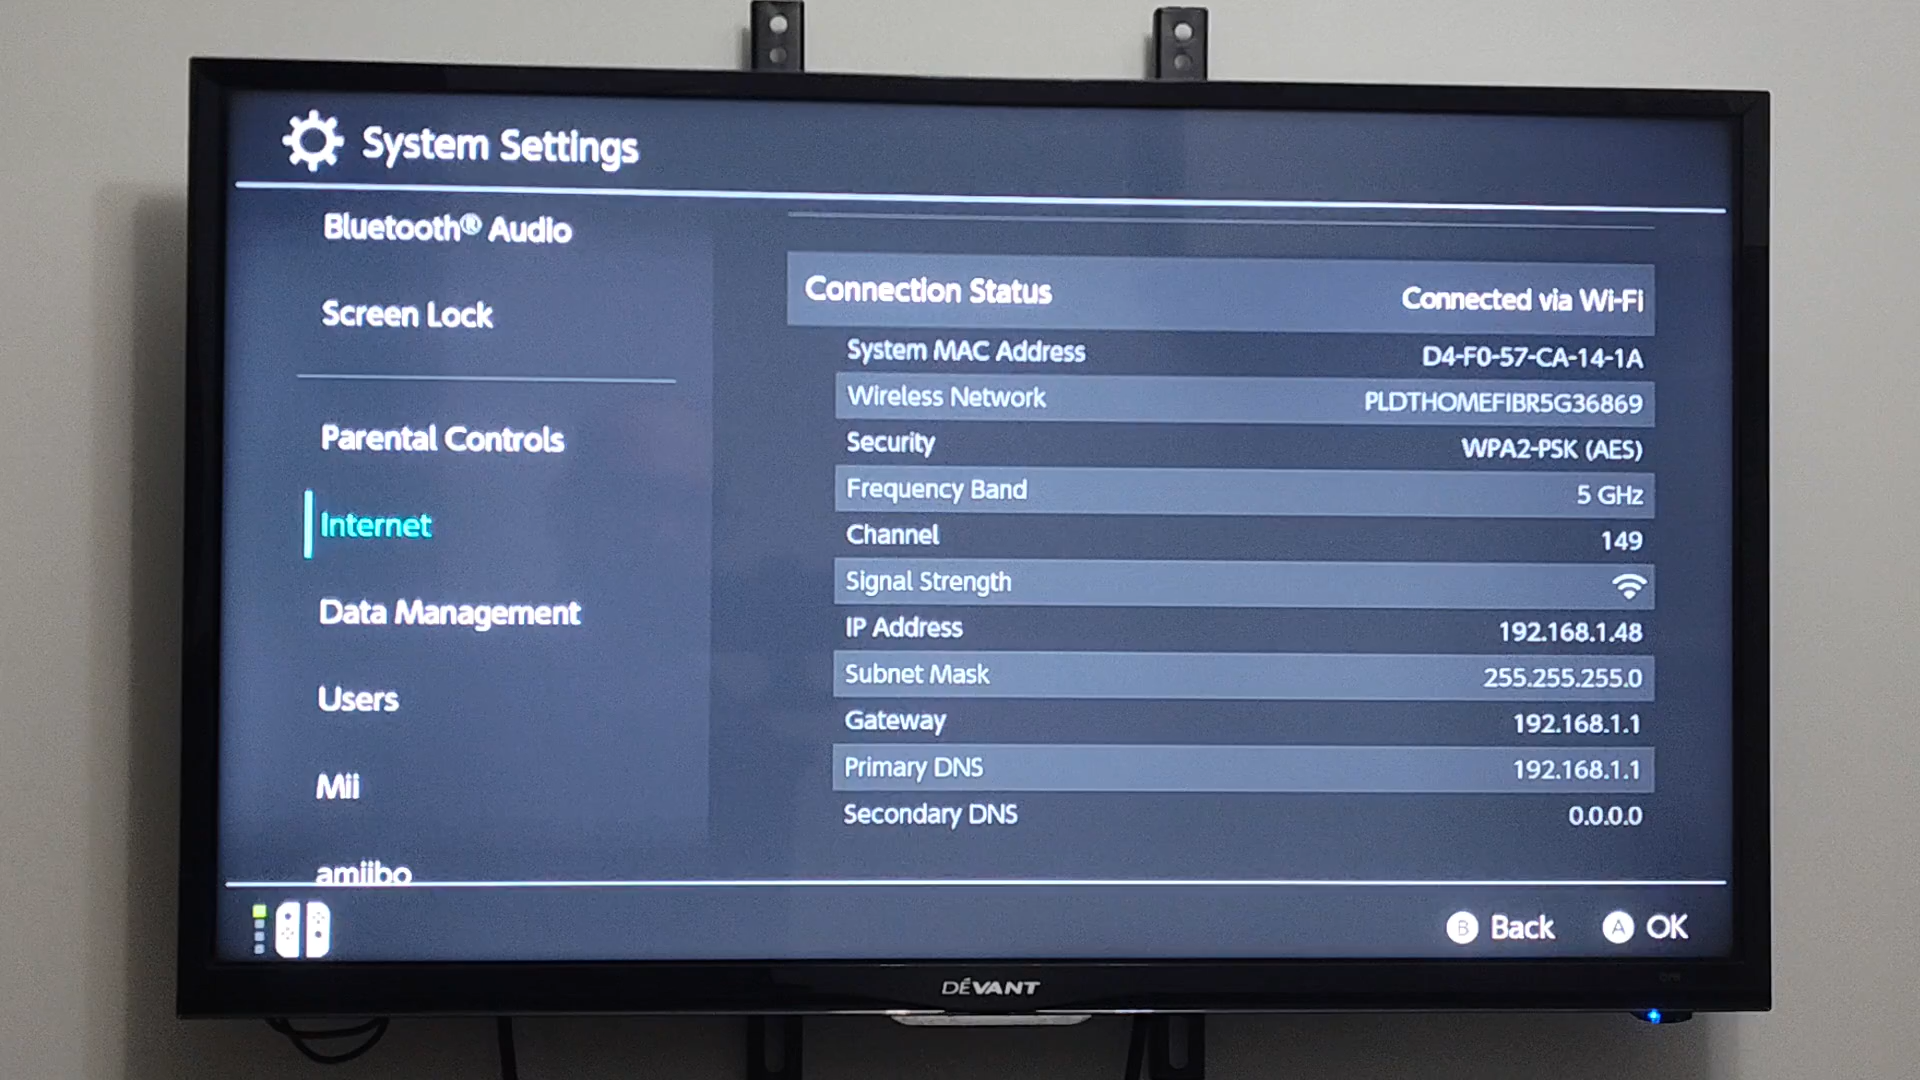 System Settings
Bluetooth® Audio
Screen Lock
Parental Controls
Internet
Data Management
Users
Mii
amiibo
Connection Status Connected via Wi-Fi
System MAC Address D4-F0-57-CA-14-1A
Wireless Network PLDTHOMEFIBR5G36869
Security WPA2-PSK (AES)
Frequency Band 5 GHz
Channel 149
Signal Strength
IP Address 192.168.1.48
Subnet Mask 255.255.255.0
Gateway 192.168.1.1
Primary DNS 192.168.1.1
Secondary DNS 0.0.0.0
B Back A OK
DEVANT